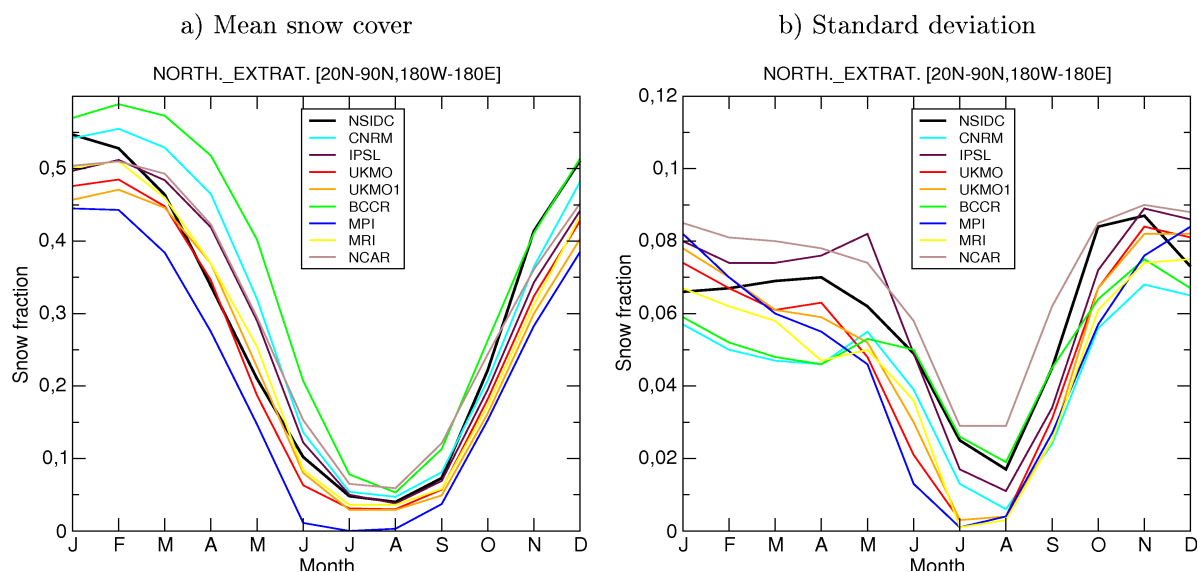 a) Mean snow cover
NORTH._EXTRAT. [20N-90N,180W-180E]
NSIDC
CNRM
IPSL
UKMO
UKMO1
BCCR
MPI
MRI
NCAR
0,5
0,4
0,3
0,2
0,1
0
Snow fraction
J F M A M J J A S O N D
Month
b) Standard deviation
NORTH._EXTRAT. [20N-90N,180W-180E]
NSIDC
CNRM
IPSL
UKMO
UKMO1
BCCR
MPI
MRI
NCAR
0,12
0,1
0,08
0,06
0,04
0,02
0
Snow fraction
J F M A M J J A S O N D
Month